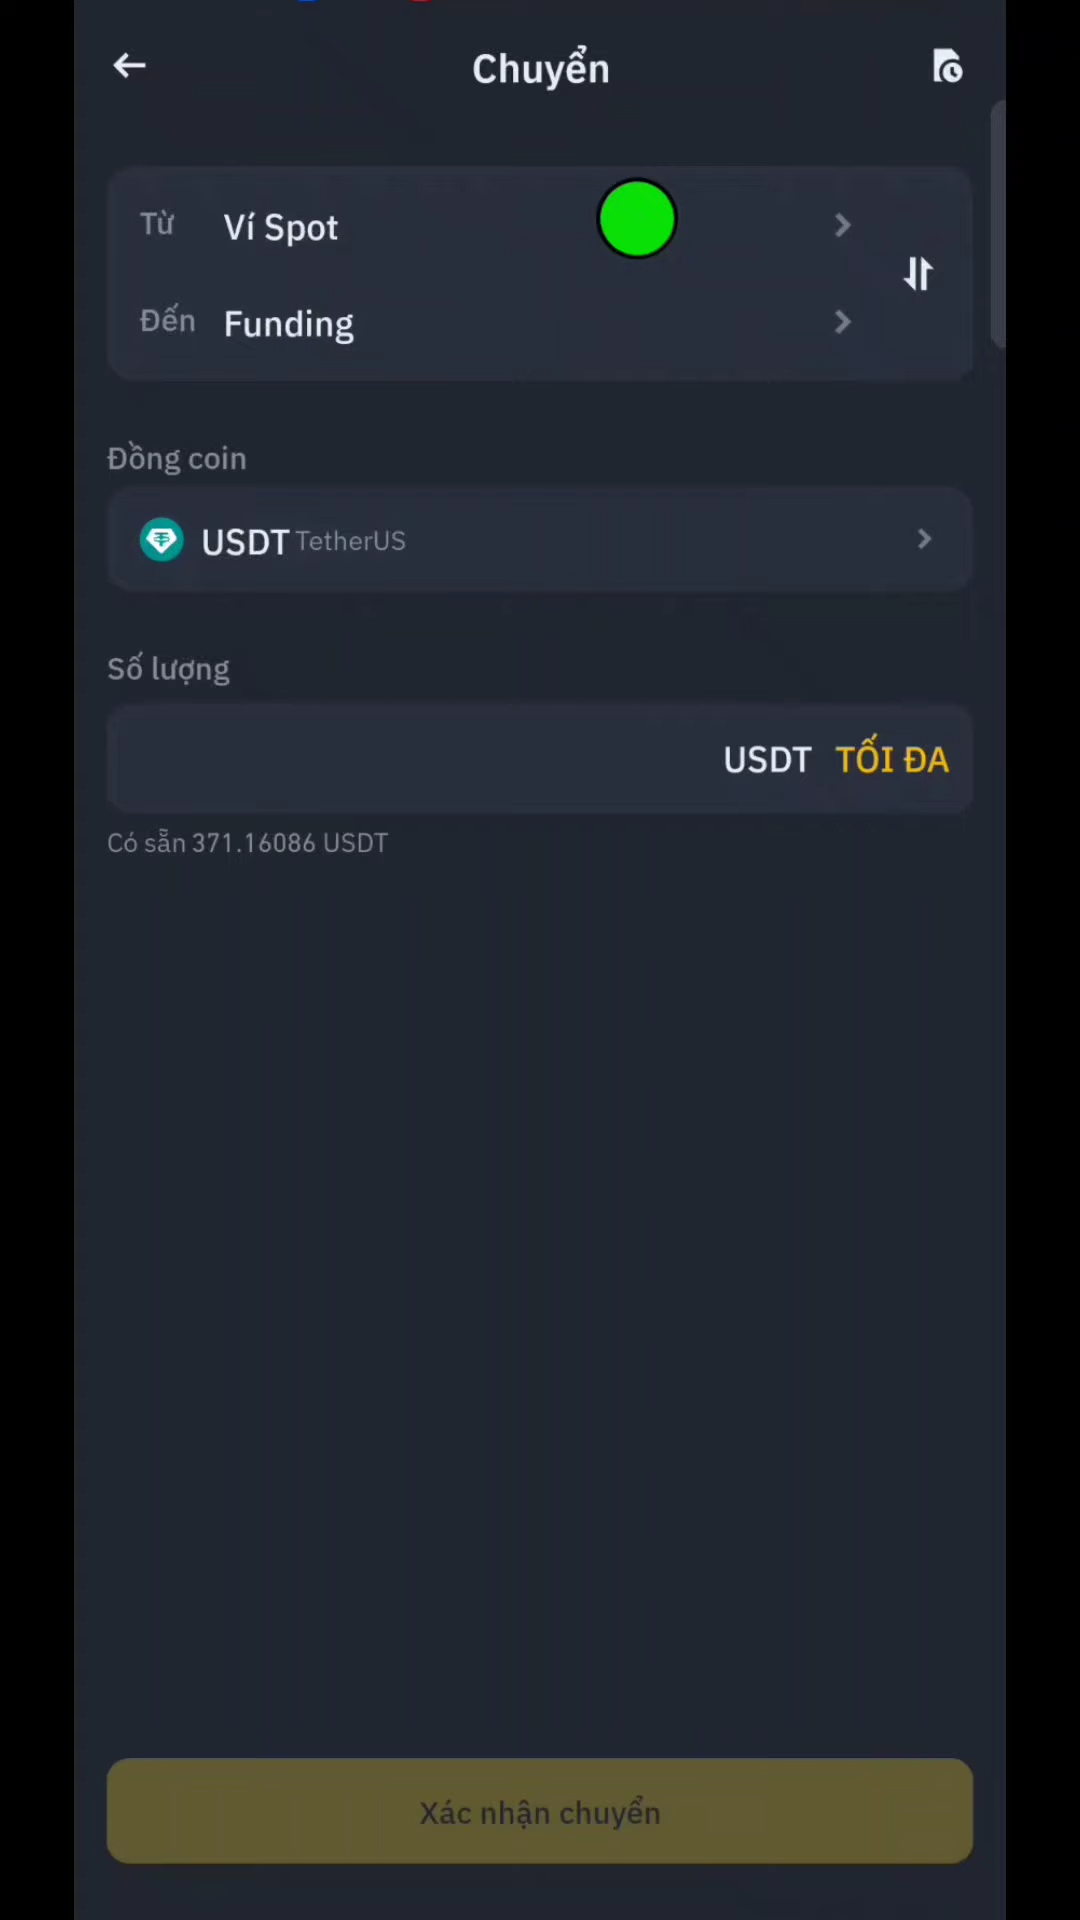 Chuyển
Từ Ví Spot
Đến Funding
Đồng coin
USDT TetherUS
Số lượng
USDT TỐI ĐA
Có sẵn 371.16086 USDT
Xác nhận chuyển